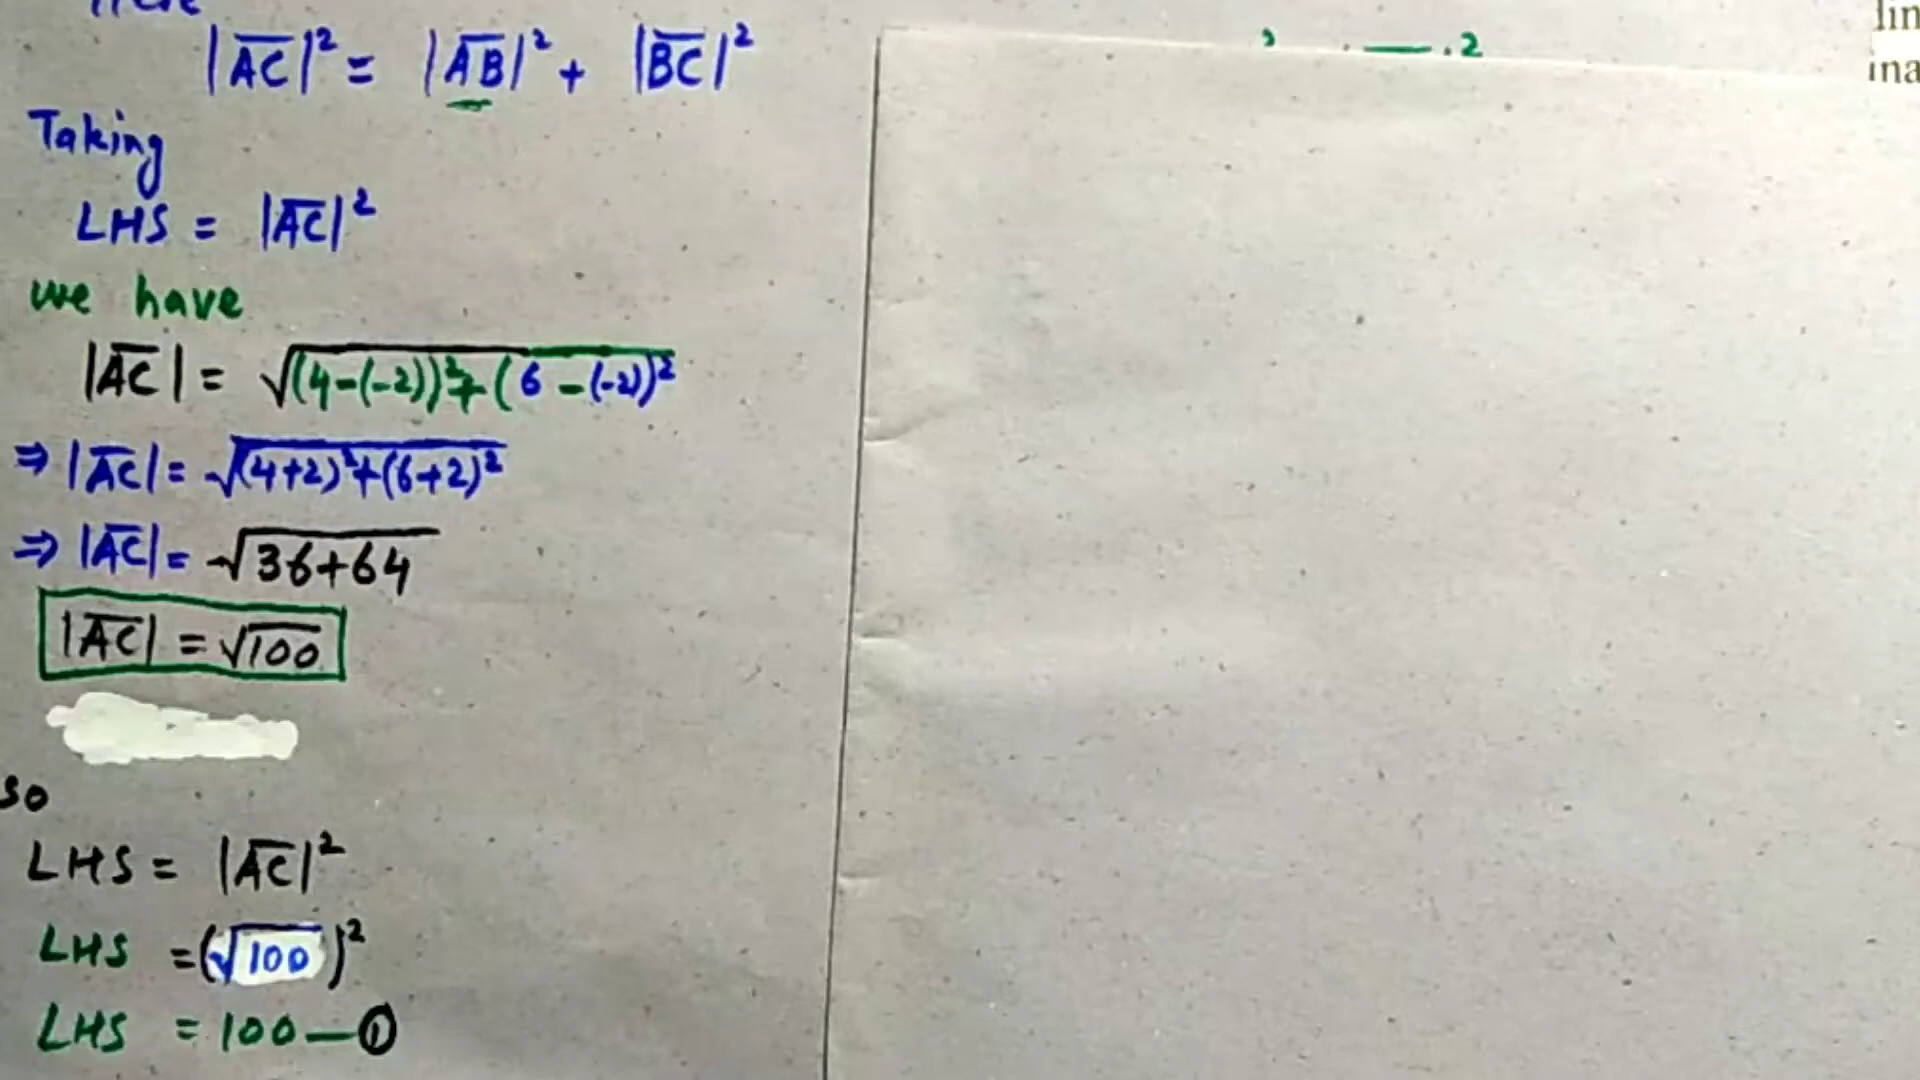 |AC|² = |AB|² + |BC|²
Taking
LHS = |AC|²
we have
|AC| = √(4-(-2))²+(6-(-2))²
⇒ |AC| = √(4+2)²+(6+2)²
⇒ |AC| = √36+64
|AC| = √100
so
LHS = |AC|²
LHS = (√100)²
LHS = 100 — ①
lin
ina